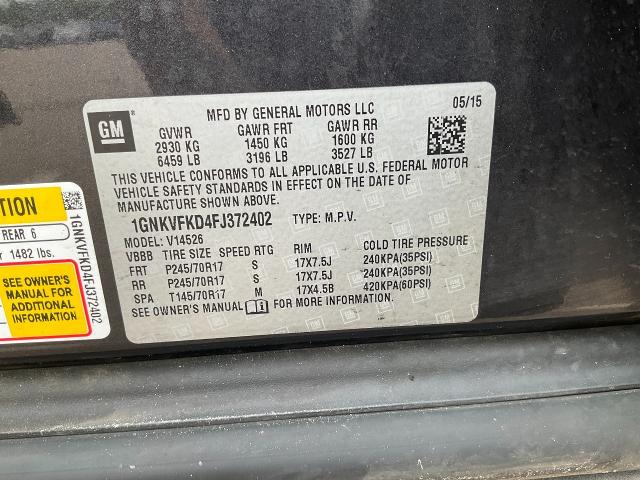 GM
MFD BY GENERAL MOTORS LLC 05/15
GVWR GAWR FRT GAWR RR
2930 KG 1450 KG 1600 KG
6459 LB 3196 LB 3527 LB
THIS VEHICLE CONFORMS TO ALL APPLICABLE U.S. FEDERAL MOTOR
VEHICLE SAFETY STANDARDS IN EFFECT ON THE DATE OF
MANUFACTURE SHOWN ABOVE.
1GNKVFKD4FJ372402 TYPE: M.P.V.
MODEL: V14526
VBBB TIRE SIZE SPEED RTG RIM COLD TIRE PRESSURE
FRT P245/70R17 S 17X7.5J 240KPA(35PSI)
RR P245/70R17 S 17X7.5J 240KPA(35PSI)
SPA T145/70R17 M 17X4.5B 420KPA(60PSI)
SEE OWNER'S MANUAL FOR MORE INFORMATION.
TION
REAR 6
r 1482 lbs.
SEE OWNER'S
MANUAL FOR
ADDITIONAL
INFORMATION
1GNKVFKD4FJ372402